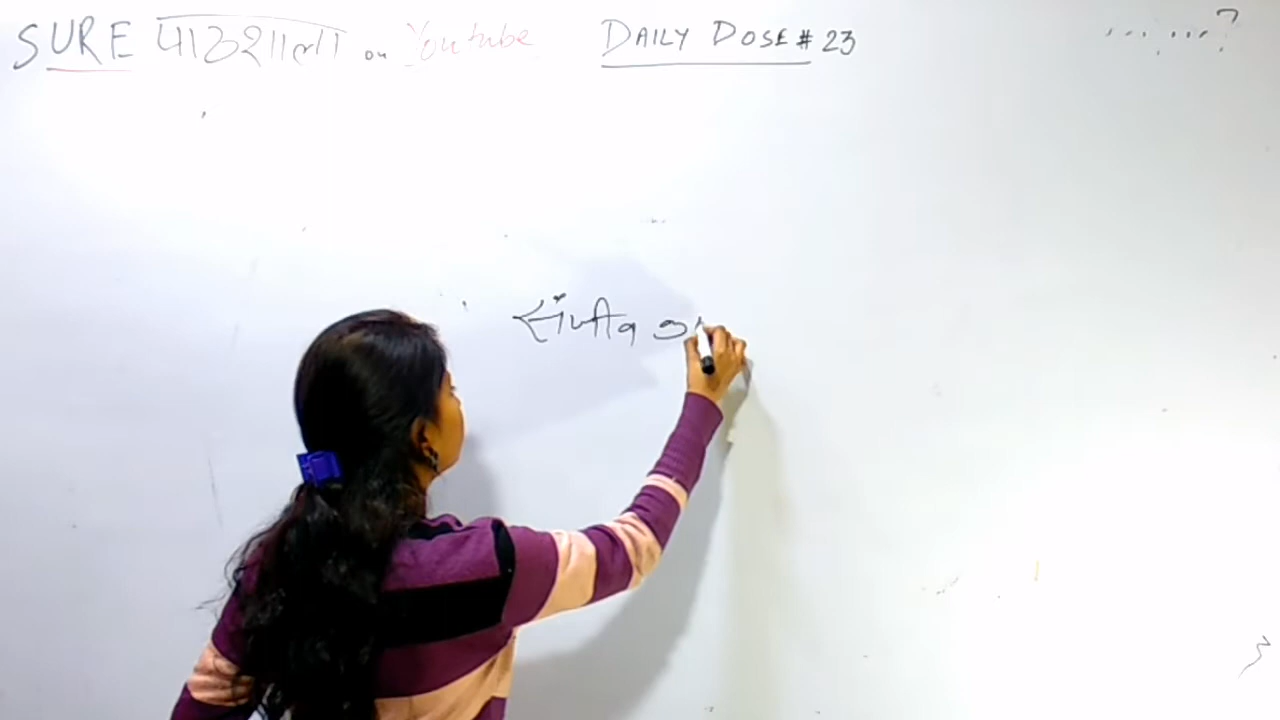 SURE पाठशाला on Youtube DAILY DOSE # 23 ......?